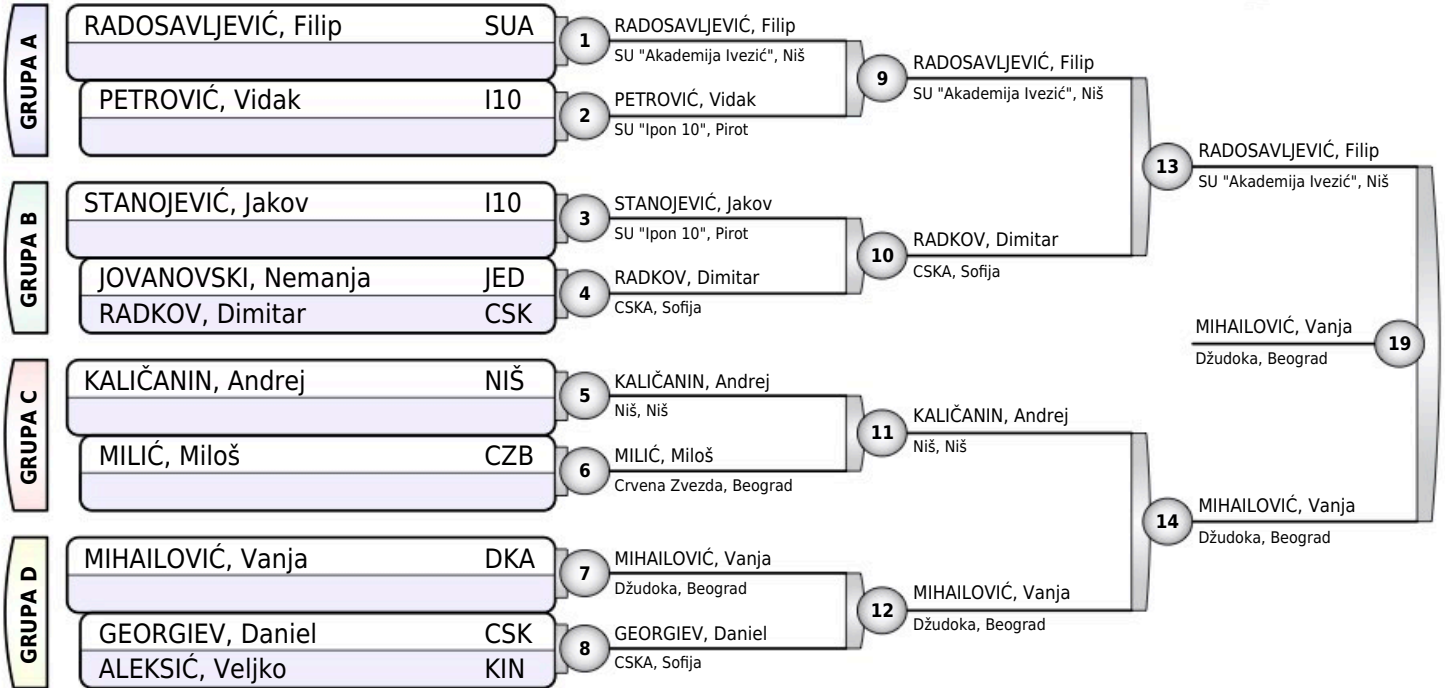 GRUPA A
RADOSAVLJEVIĆ, Filip SUA
PETROVIĆ, Vidak I10
GRUPA B
STANOJEVIĆ, Jakov I10
JOVANOVSKI, Nemanja JED
RADKOV, Dimitar CSK
GRUPA C
KALIČANIN, Andrej NIŠ
MILIĆ, Miloš CZB
GRUPA D
MIHAILOVIĆ, Vanja DKA
GEORGIEV, Daniel CSK
ALEKSIĆ, Veljko KIN
1
RADOSAVLJEVIĆ, Filip
SU "Akademija Ivezić", Niš
2
PETROVIĆ, Vidak
SU "Ipon 10", Pirot
3
STANOJEVIĆ, Jakov
SU "Ipon 10", Pirot
4
RADKOV, Dimitar
CSKA, Sofija
5
KALIČANIN, Andrej
Niš, Niš
6
MILIĆ, Miloš
Crvena Zvezda, Beograd
7
MIHAILOVIĆ, Vanja
Džudoka, Beograd
8
GEORGIEV, Daniel
CSKA, Sofija
9
RADOSAVLJEVIĆ, Filip
SU "Akademija Ivezić", Niš
10
RADKOV, Dimitar
CSKA, Sofija
11
KALIČANIN, Andrej
Niš, Niš
12
MIHAILOVIĆ, Vanja
Džudoka, Beograd
13
RADOSAVLJEVIĆ, Filip
SU "Akademija Ivezić", Niš
14
MIHAILOVIĆ, Vanja
Džudoka, Beograd
MIHAILOVIĆ, Vanja
Džudoka, Beograd
19